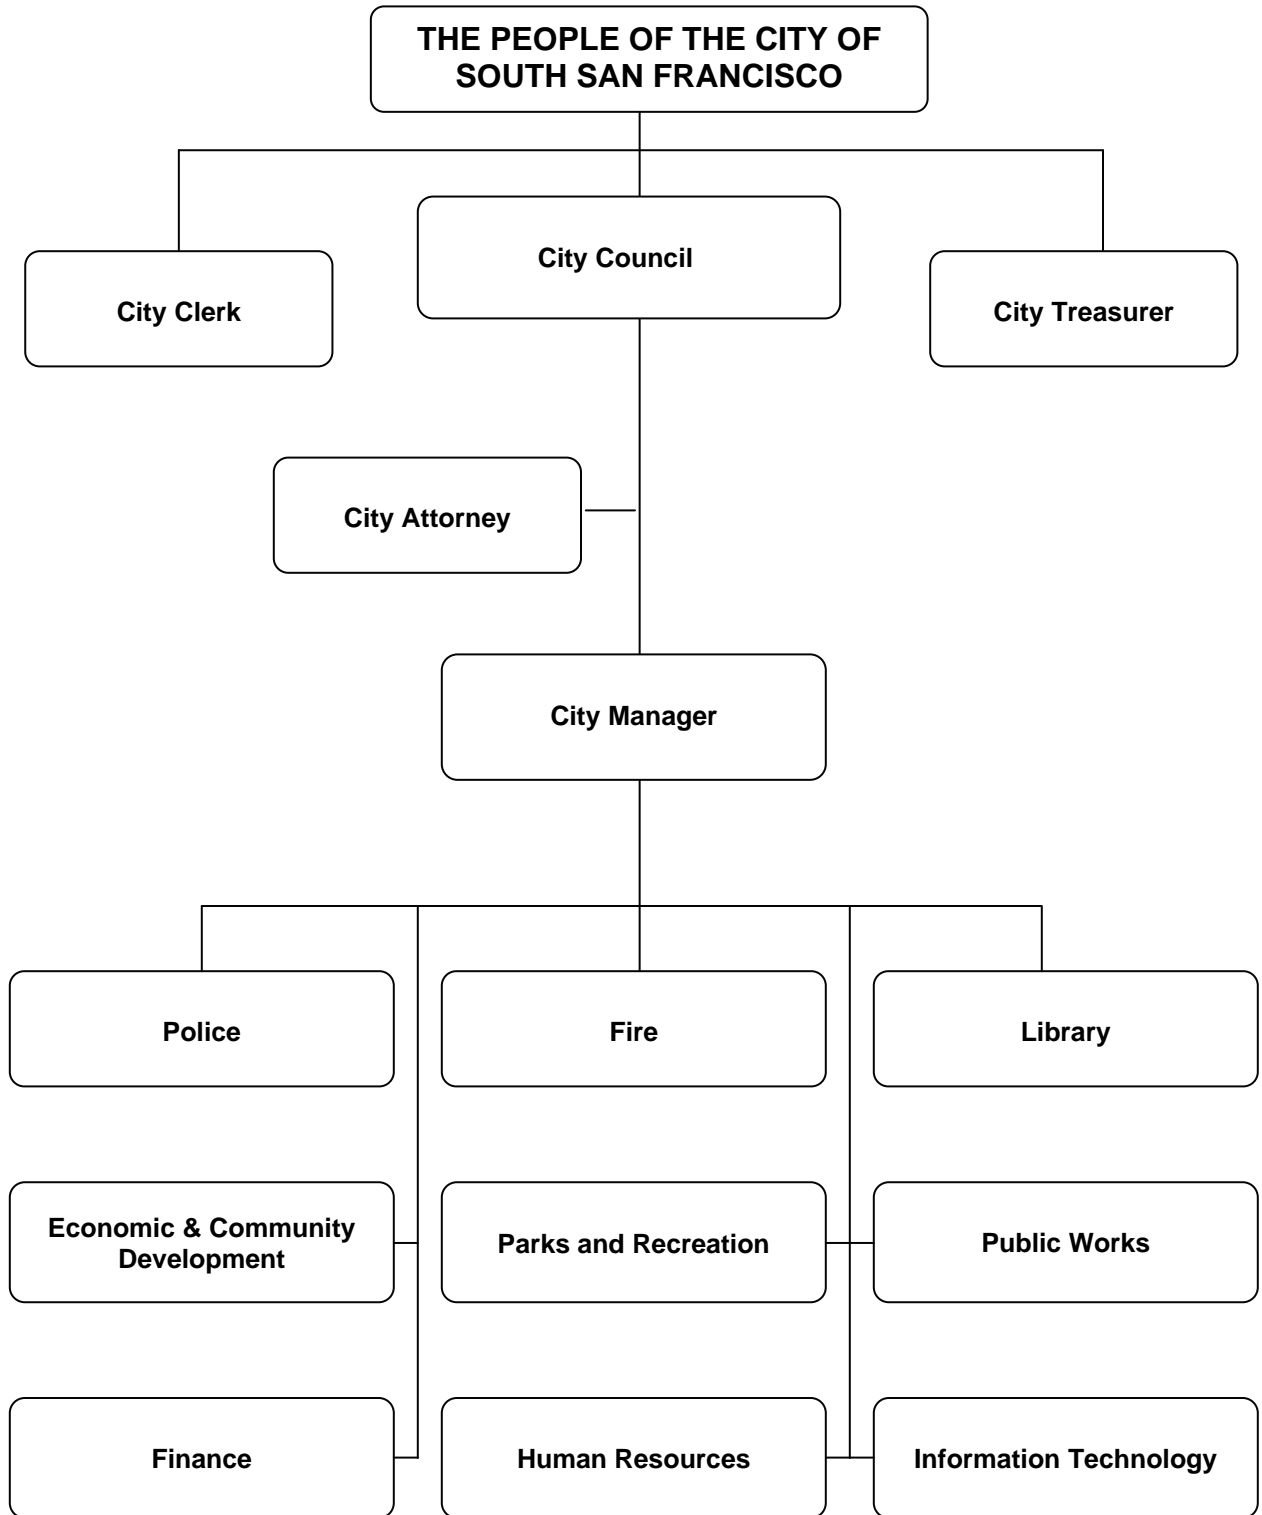 THE PEOPLE OF THE CITY OF
SOUTH SAN FRANCISCO
City Council
City Clerk
City Treasurer
City Attorney
City Manager
Police
Fire
Library
Economic & Community
Development
Parks and Recreation
Public Works
Finance
Human Resources
Information Technology